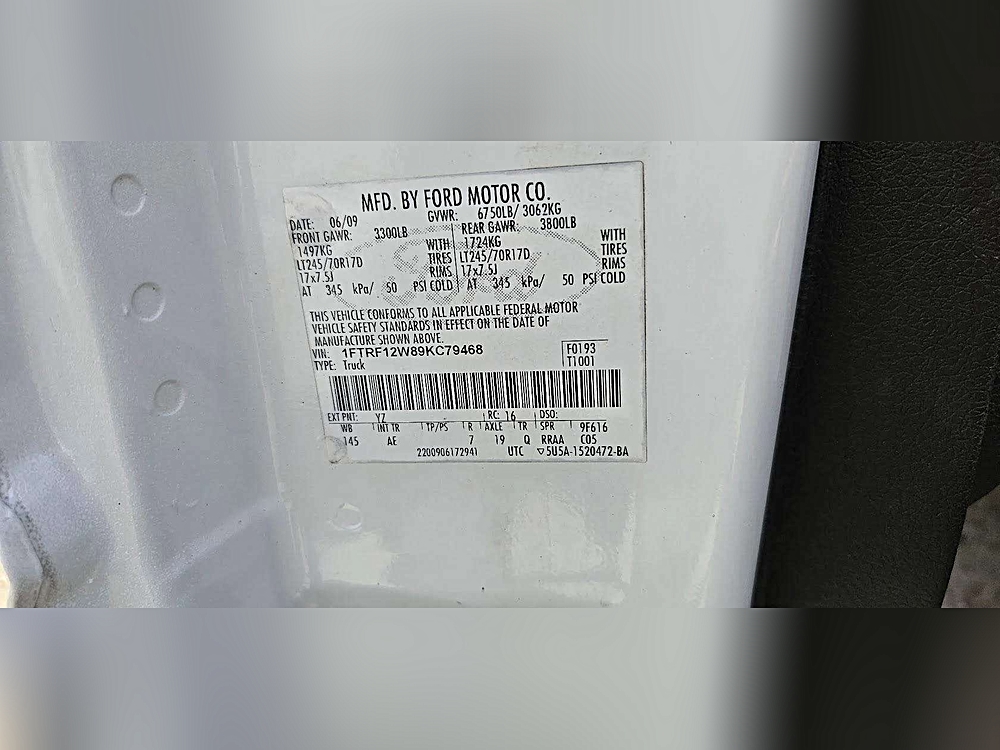 MFD. BY FORD MOTOR CO.
DATE: 06/09 GVWR: 6750LB/ 3062KG
FRONT GAWR: 3300LB REAR GAWR: 3800LB
1497KG WITH 1724KG WITH
LT245/70R17D TIRES LT245/70R17D TIRES
17x7.5J RIMS 17x7.5J RIMS
AT 345 kPa/ 50 PSI COLD AT 345 kPa/ 50 PSI COLD
THIS VEHICLE CONFORMS TO ALL APPLICABLE FEDERAL MOTOR
VEHICLE SAFETY STANDARDS IN EFFECT ON THE DATE OF
MANUFACTURE SHOWN ABOVE.
VIN: 1FTRF12W89KC79468 F0193
TYPE: Truck T1001
EXT PNT: YZ RC: 16 DSO:
WB INT TR TP/PS R AXLE TR SPR 9F616
145 AE 7 19 Q RRAA C05
2200906172941 UTC ▽5U5A-1520472-BA